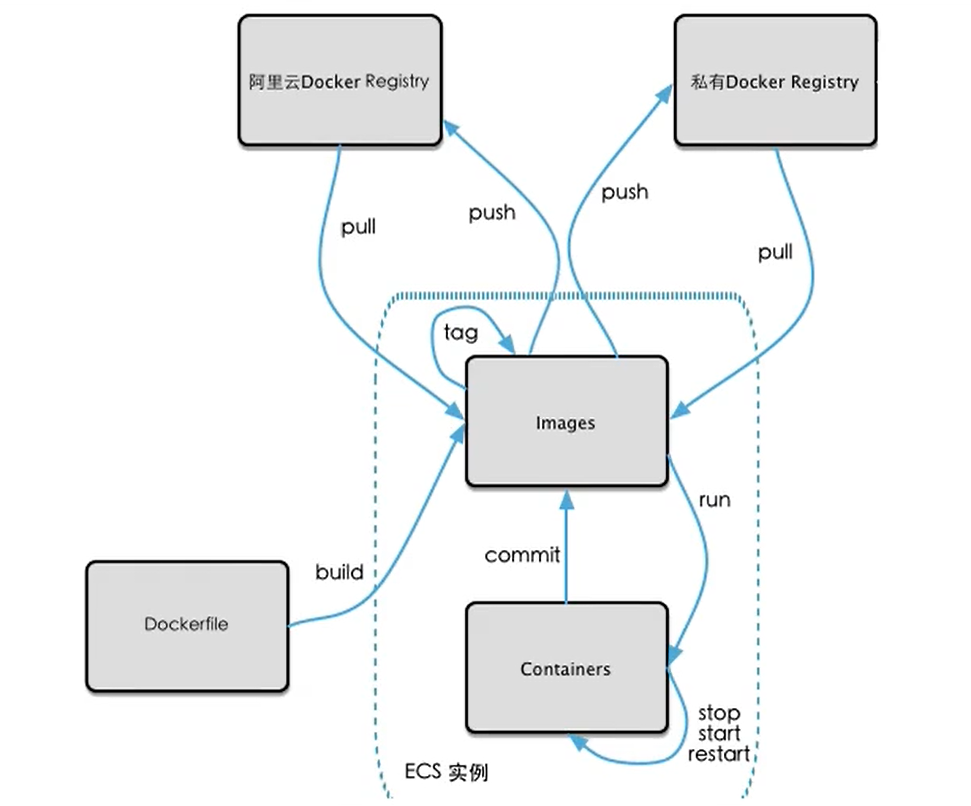 阿里云Docker Registry
私有Docker Registry
pull
push
push
pull
tag
Images
run
commit
build
Dockerfile
Containers
stop
start
restart
ECS 实例